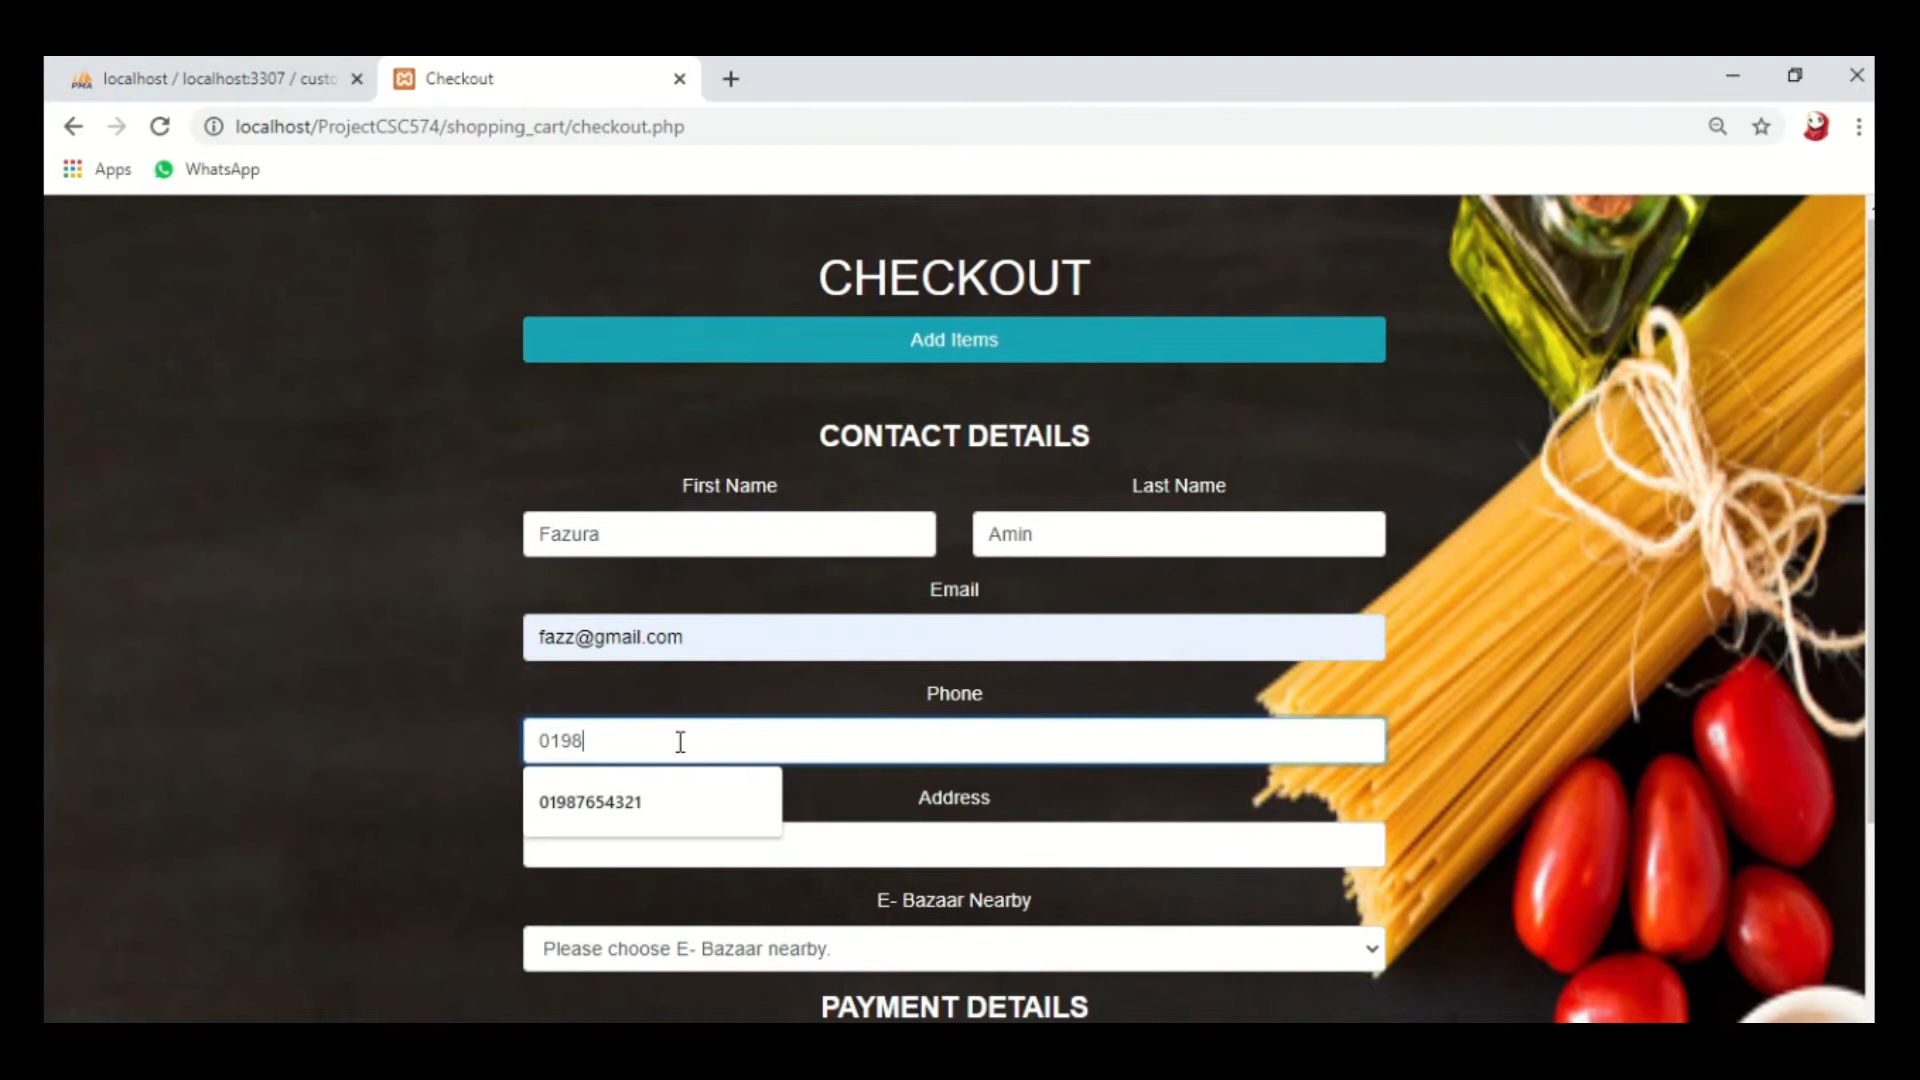 localhost / localhost:3307 / custo
Checkout
localhost/ProjectCSC574/shopping_cart/checkout.php
Apps
WhatsApp
CHECKOUT
Add Items
CONTACT DETAILS
First Name
Last Name
Fazura
Amin
Email
fazz@gmail.com
Phone
0198
01987654321
Address
E- Bazaar Nearby
Please choose E- Bazaar nearby.
PAYMENT DETAILS